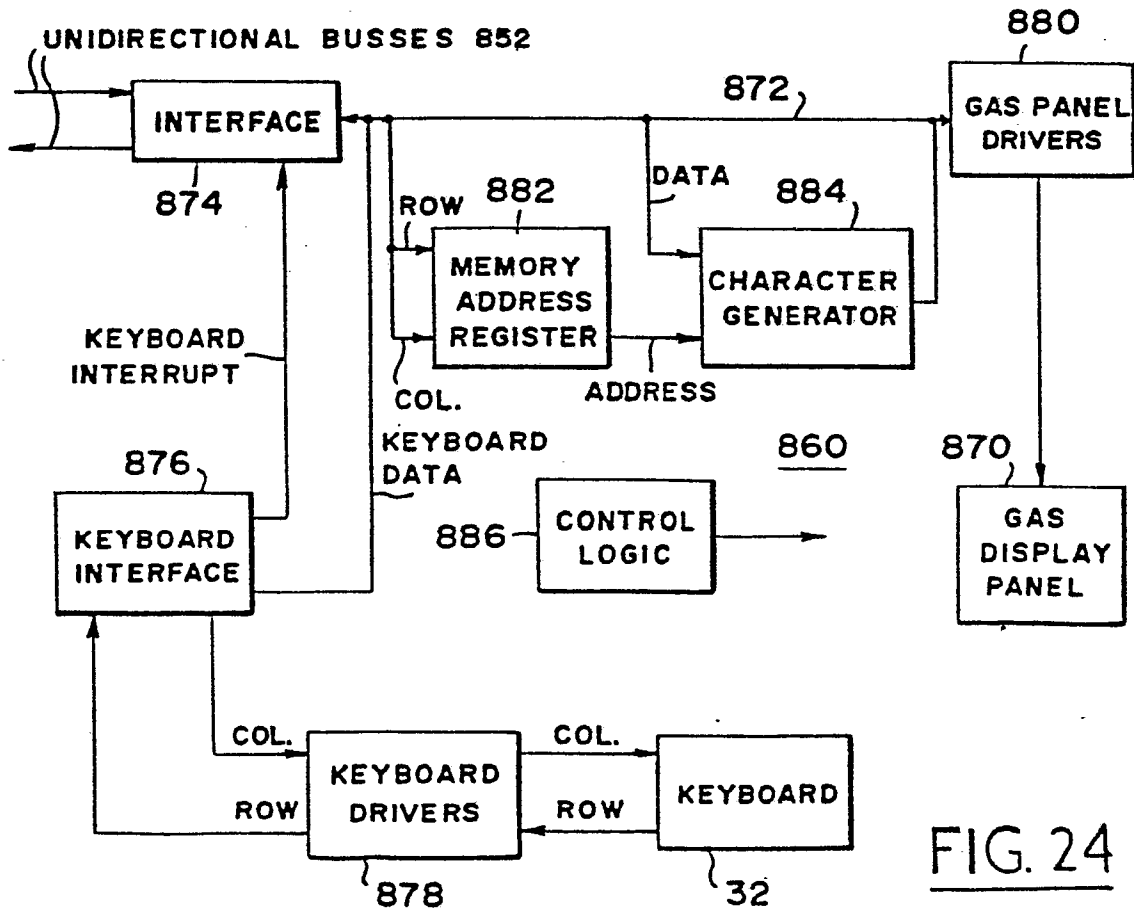 UNIDIRECTIONAL BUSSES 852
880
INTERFACE
874
872
GAS PANEL
DRIVERS
ROW
882
DATA
884
MEMORY
ADDRESS
REGISTER
CHARACTER
GENERATOR
KEYBOARD
INTERRUPT
COL.
ADDRESS
KEYBOARD
DATA
860
876
KEYBOARD
INTERFACE
886
CONTROL
LOGIC
870
GAS
DISPLAY
PANEL
COL.
ROW
KEYBOARD
DRIVERS
878
COL.
ROW
KEYBOARD
32
FIG. 24